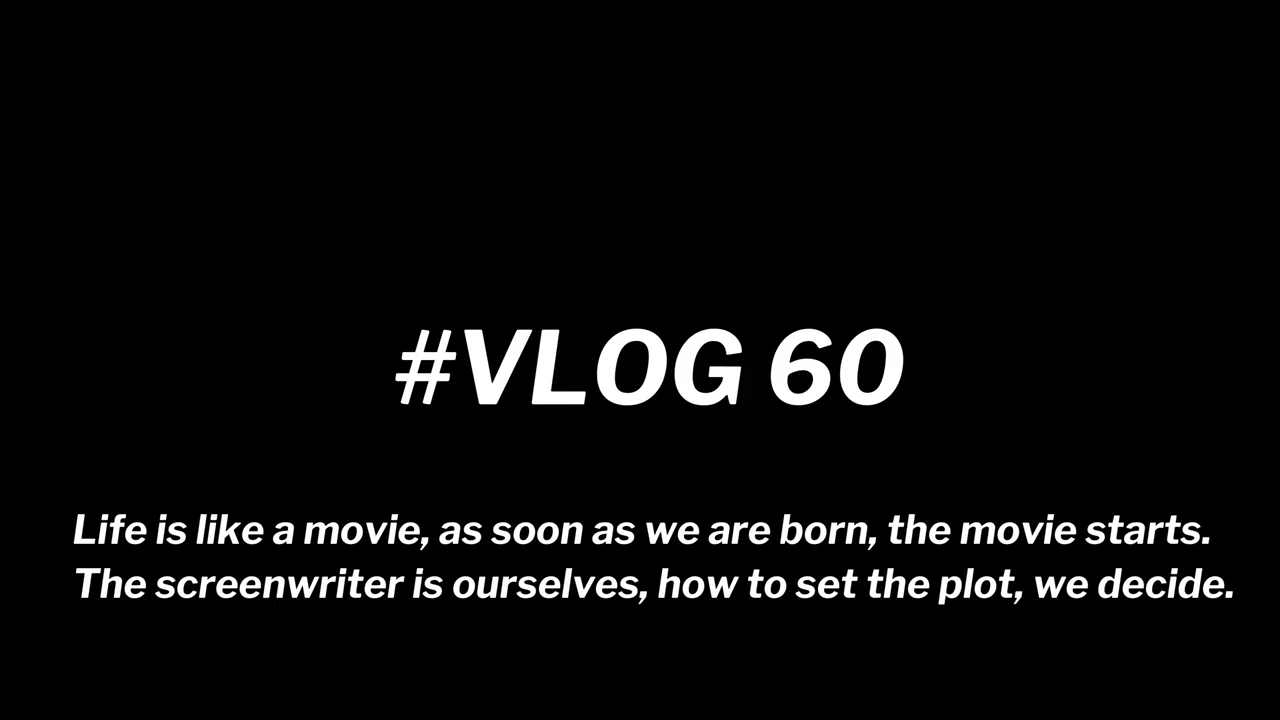 #VLOG 60
Life is like a movie, as soon as we are born, the movie starts.
The screenwriter is ourselves, how to set the plot, we decide.